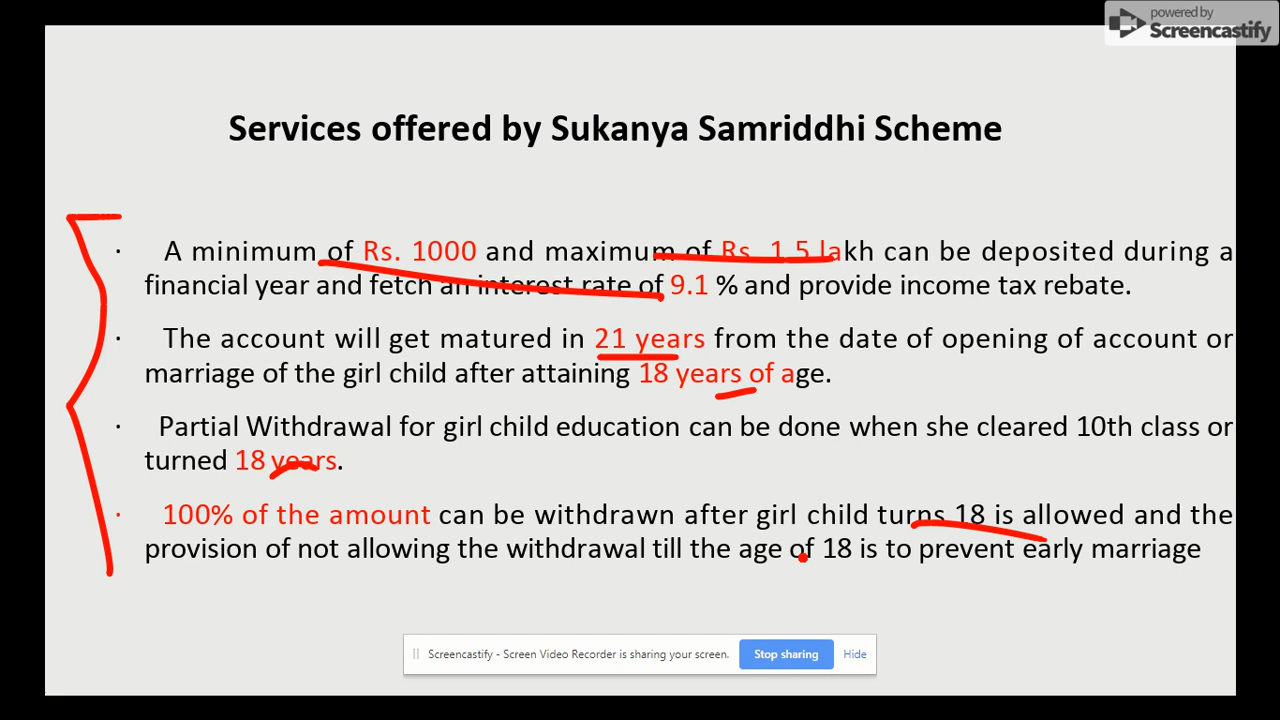 powered by
Screencastify
Services offered by Sukanya Samriddhi Scheme
· A minimum of Rs. 1000 and maximum of Rs. 1.5 lakh can be deposited during a
financial year and fetch an interest rate of 9.1 % and provide income tax rebate.
· The account will get matured in 21 years from the date of opening of account or
marriage of the girl child after attaining 18 years of age.
· Partial Withdrawal for girl child education can be done when she cleared 10th class or
turned 18 years.
· 100% of the amount can be withdrawn after girl child turns 18 is allowed and the
provision of not allowing the withdrawal till the age of 18 is to prevent early marriage
Screencastify - Screen Video Recorder is sharing your screen. Stop sharing Hide